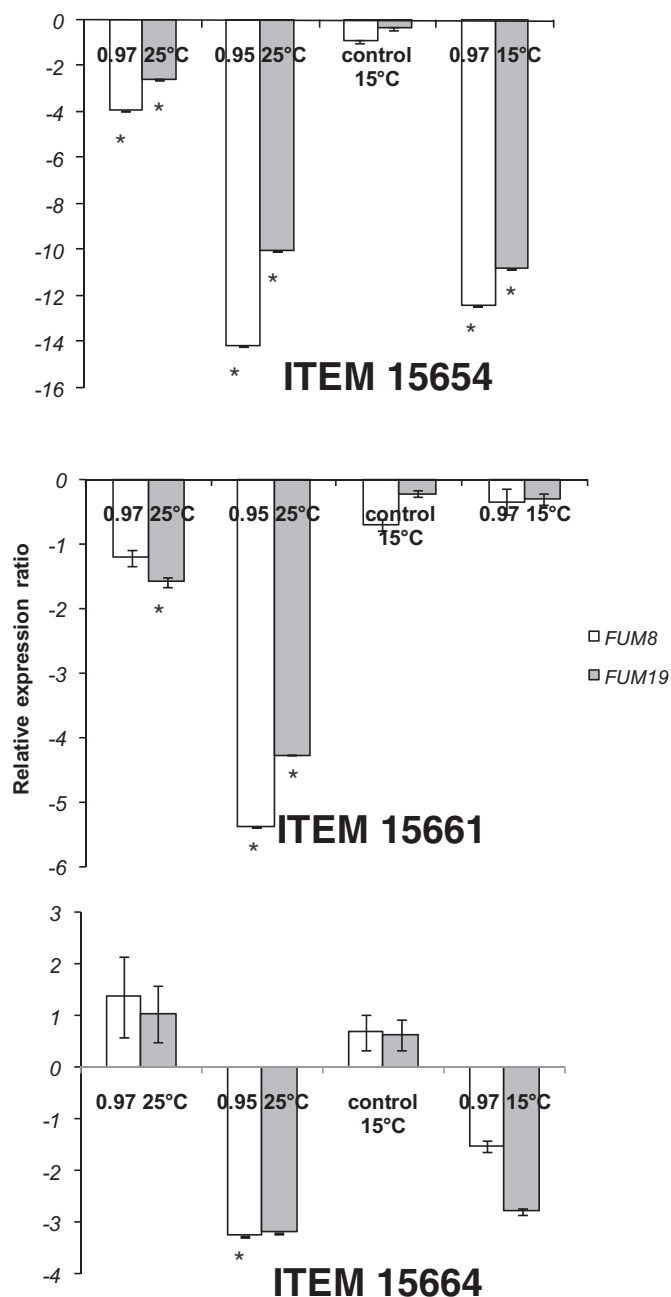 0
-2
-4
-6
-8
-10
-12
-14
-16
0.97 25°C
0.95 25°C
control
15°C
0.97 15°C
*
*
*
*
*
*
ITEM 15654
Relative expression ratio
0
-1
-2
-3
-4
-5
-6
0.97 25°C
0.95 25°C
control
15°C
0.97 15°C
*
*
*
ITEM 15661
FUM8
FUM19
3
2
1
0
-1
-2
-3
-4
0.97 25°C
0.95 25°C
control
15°C
0.97 15°C
*
ITEM 15664